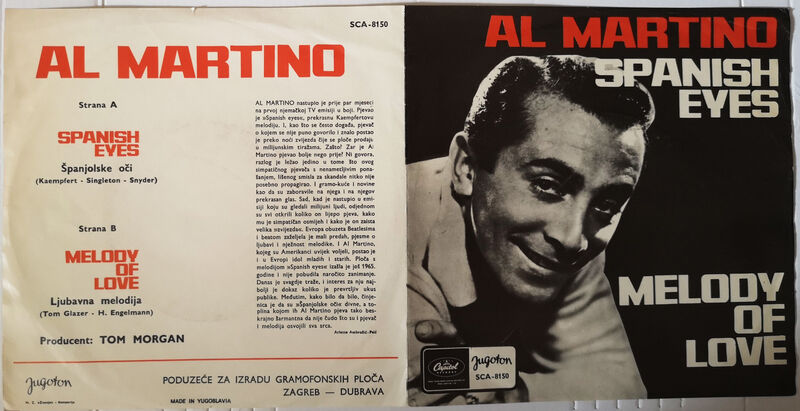 SCA-8150
AL MARTINO
Strana A
SPANISH
EYES
Španjolske oči
(Kaempfert - Singleton - Snyder)
Strana B
MELODY
OF
LOVE
Ljubavna melodija
(Tom Glazer - H. Engelmann)
Producent: TOM MORGAN
AL MARTINO nastupio je prije par mjeseci
na prvoj njemačkoj TV emisiji u boji. Pjevao
je »Spanish eyes«, prekrasnu Kaempfertovu
melodiju. I, kao što se često događa, pjevač
o kojem se nije puno govorilo i znalo postao
je preko noći zvijezda čije se ploče prodaju
u milijunskim tiražama. Zašto? Zar je Al
Martino pjevao bolje nego prije? Ni govora,
razlog je ležao jedino u tome što ovog
simpatičnog pjevača s nenametljivim pona-
šanjem, lišenog smisla za skandale nitko nije
posebno propagirao. I gramo-kuće i novine
kao da su zaboravile na njega i na njegov
prekrasan glas. Sad, kad je nastupio u emi-
siji koju su gledali milijuni ljudi, odjednom
su svi otkrili koliko on lijepo pjeva, kako
mu je simpatičan osmijeh i kako je on zaista
velika »zvijezda«. Evropa obuzeta Beatlesima
i beatom zaželjela je mali predah, pjesme o
ljubavi i nježnost melodike. I Al Martino,
kojeg su Amerikanci uvijek voljeli, postao je
i u Evropi idol mladih i starih. Ploča s
melodijom »Spanish eyes« izašla je još 1965.
godine i nije pobudila naročito zanimanje.
Danas je svagdje traže, i interes za nju naj-
bolji je dokaz koliko je prevrtljiv ukus
publike. Međutim, kako bilo da bilo, činje-
nica je da su »Španjolske oči« divne, a to-
plina kojom ih Al Martino pjeva tako bes-
krajno šarmantna da nije čudo što su i pjevač
i melodija osvojili sva srca.
Jugoton
PODUZEĆE ZA IZRADU GRAMOFONSKIH PLOČA
ZAGREB — DUBRAVA
MADE IN YUGOSLAVIA
AL MARTINO
SPANISH
EYES
MELODY
OF
LOVE
Capitol
RECORDS
Jugoton
SCA-8150